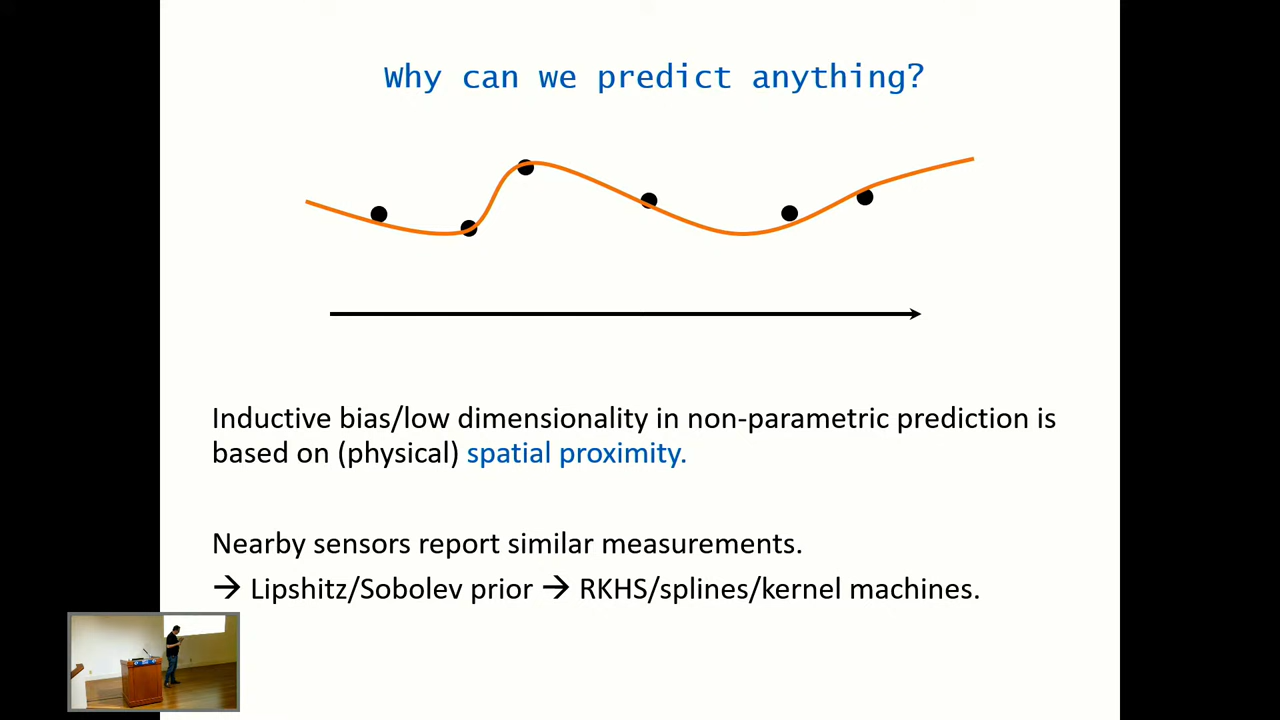 Why can we predict anything?
Inductive bias/low dimensionality in non-parametric prediction is
based on (physical) spatial proximity.
Nearby sensors report similar measurements.
→ Lipshitz/Sobolev prior → RKHS/splines/kernel machines.